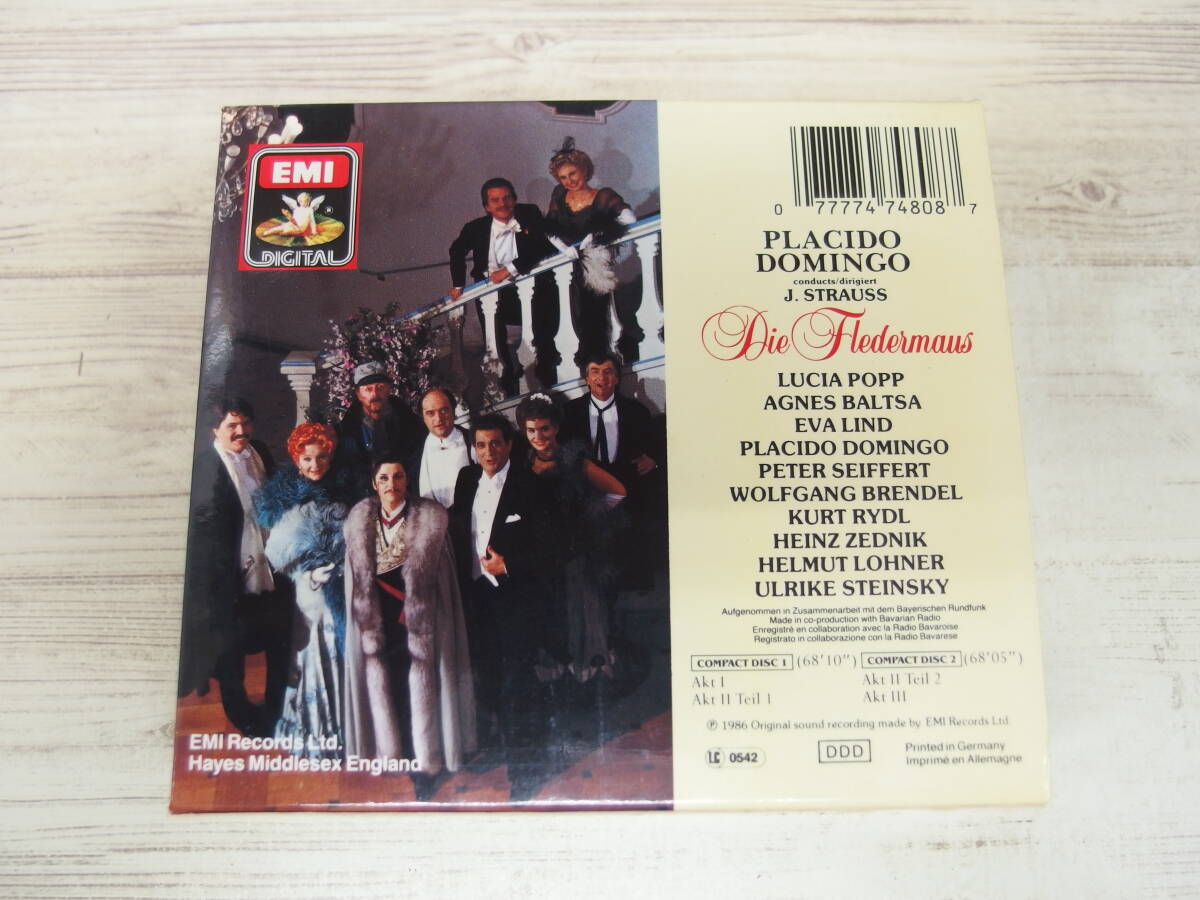 EMI
DIGITAL
EMI Records Ltd.
Hayes Middlesex England
0 77774 74808 7
PLACIDO
DOMINGO
conducts/dirigiert
J. STRAUSS
Die Fledermaus
LUCIA POPP
AGNES BALTSA
EVA LIND
PLACIDO DOMINGO
PETER SEIFFERT
WOLFGANG BRENDEL
KURT RYDL
HEINZ ZEDNIK
HELMUT LOHNER
ULRIKE STEINSKY
Aufgenommen in Zusammenarbeit mit dem Bayerischen Rundfunk
Made in co-production with Bavarian Radio
Enregistré en collaboration avec la Radio Bavaroise
Registrato in collaborazione con la Radio Bavarese
COMPACT DISC 1 (68'10") COMPACT DISC 2 (68'05")
Akt I Akt II Teil 2
Akt II Teil 1 Akt III
℗ 1986 Original sound recording made by EMI Records Ltd.
LC 0542 DDD Printed in Germany
Imprimé en Allemagne